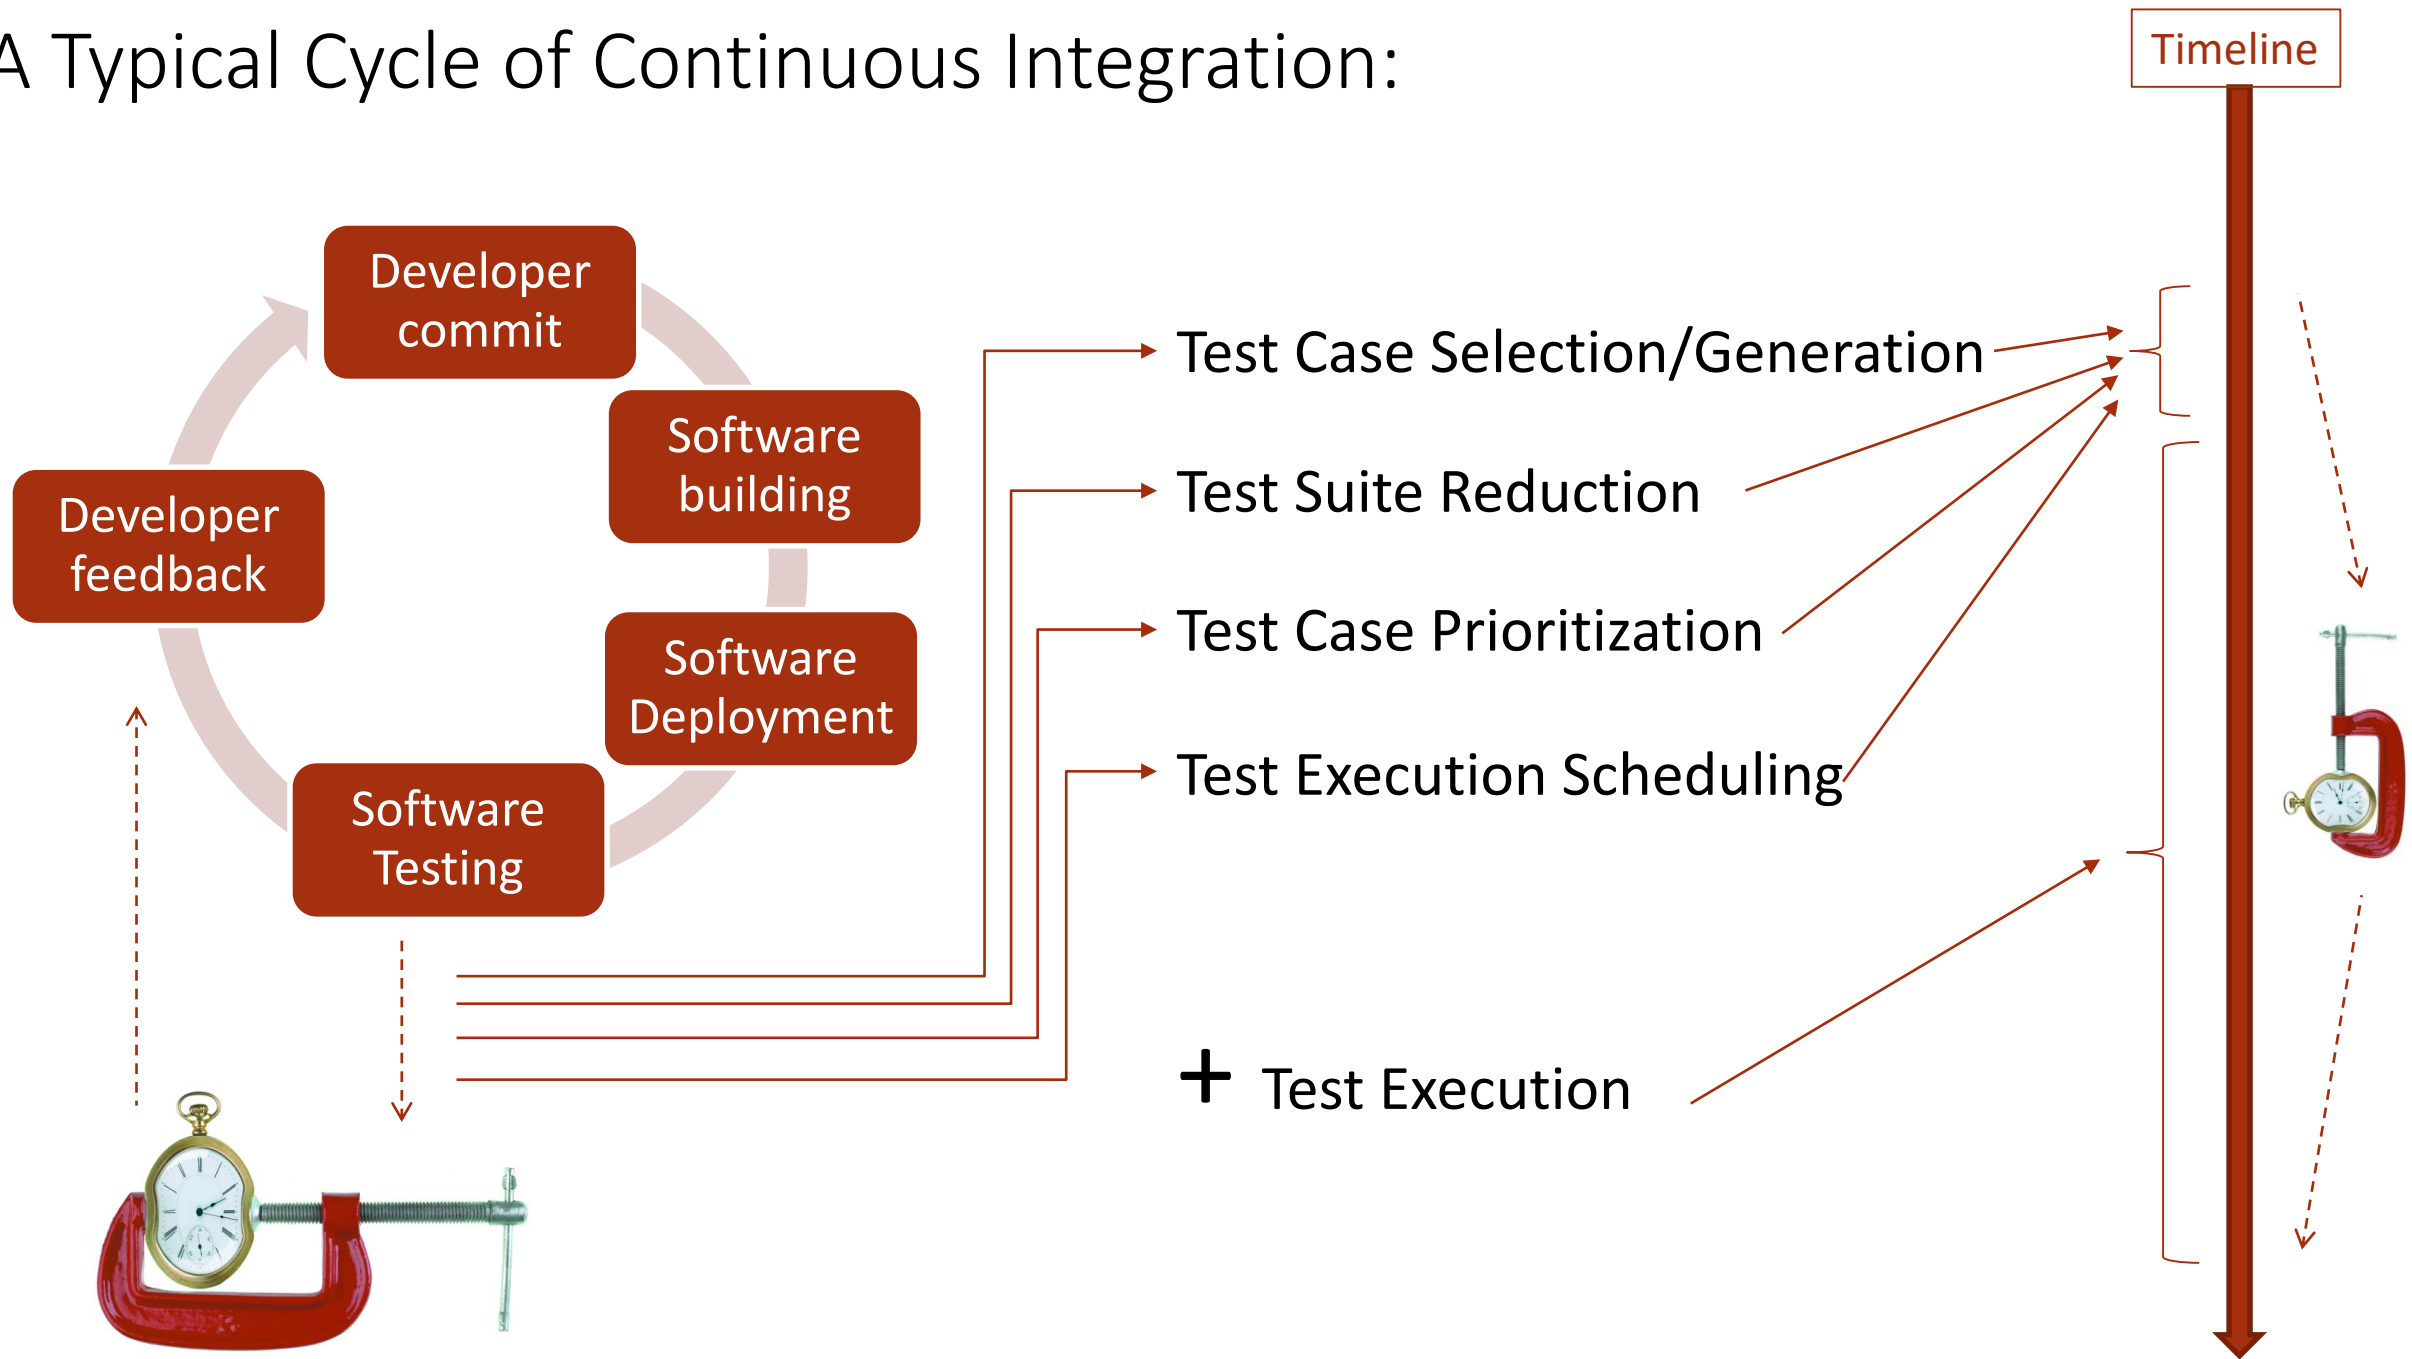 A Typical Cycle of Continuous Integration:
Timeline
Developer
commit
Software
building
Software
Deployment
Software
Testing
Developer
feedback
Test Case Selection/Generation
Test Suite Reduction
Test Case Prioritization
Test Execution Scheduling
+ Test Execution